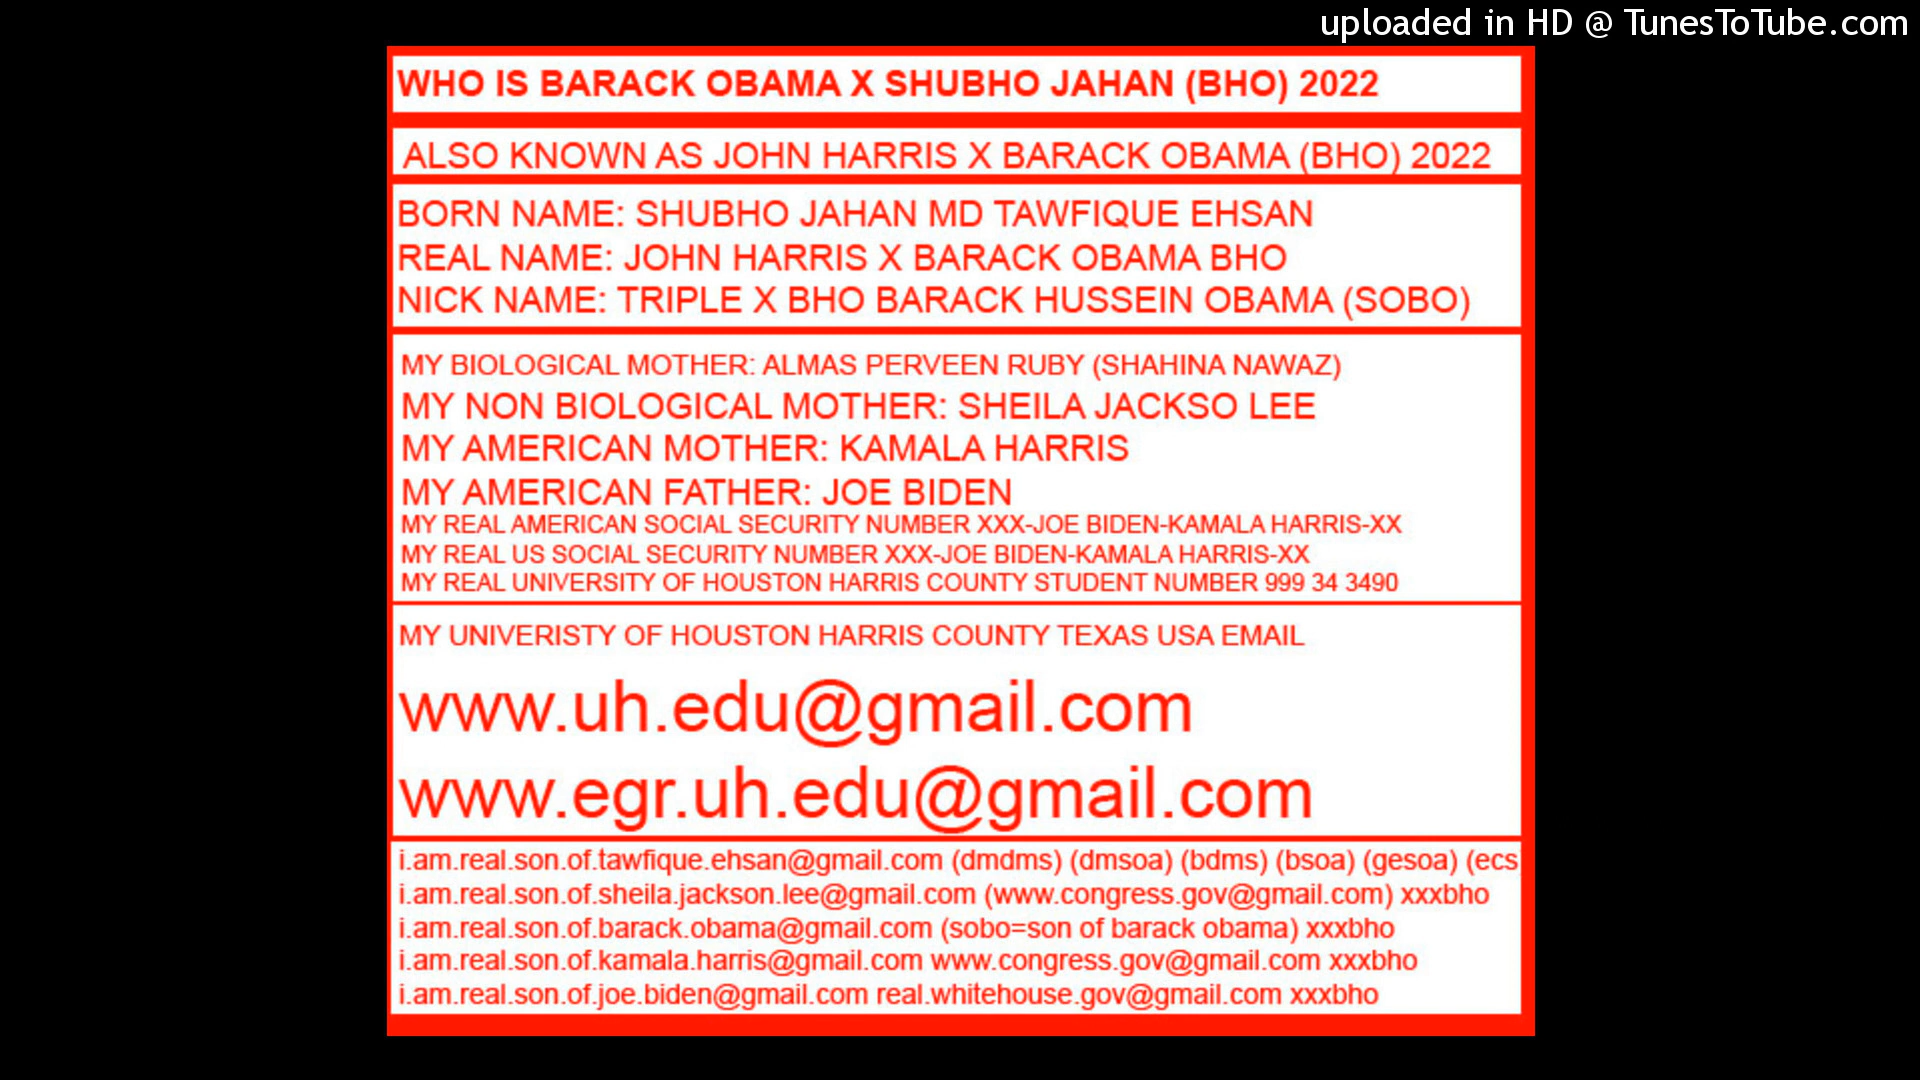 uploaded in HD @ TunesToTube.com
WHO IS BARACK OBAMA X SHUBHO JAHAN (BHO) 2022
ALSO KNOWN AS JOHN HARRIS X BARACK OBAMA (BHO) 2022
BORN NAME: SHUBHO JAHAN MD TAWFIQUE EHSAN
REAL NAME: JOHN HARRIS X BARACK OBAMA BHO
NICK NAME: TRIPLE X BHO BARACK HUSSEIN OBAMA (SOBO)
MY BIOLOGICAL MOTHER: ALMAS PERVEEN RUBY (SHAHINA NAWAZ)
MY NON BIOLOGICAL MOTHER: SHEILA JACKSO LEE
MY AMERICAN MOTHER: KAMALA HARRIS
MY AMERICAN FATHER: JOE BIDEN
MY REAL AMERICAN SOCIAL SECURITY NUMBER XXX-JOE BIDEN-KAMALA HARRIS-XX
MY REAL US SOCIAL SECURITY NUMBER XXX-JOE BIDEN-KAMALA HARRIS-XX
MY REAL UNIVERSITY OF HOUSTON HARRIS COUNTY STUDENT NUMBER 999 34 3490
MY UNIVERISTY OF HOUSTON HARRIS COUNTY TEXAS USA EMAIL
www.uh.edu@gmail.com
www.egr.uh.edu@gmail.com
i.am.real.son.of.tawfique.ehsan@gmail.com (dmdms) (dmsoa) (bdms) (bsoa) (gesoa) (ecs
i.am.real.son.of.sheila.jackson.lee@gmail.com (www.congress.gov@gmail.com) xxxbho
i.am.real.son.of.barack.obama@gmail.com (sobo=son of barack obama) xxxbho
i.am.real.son.of.kamala.harris@gmail.com www.congress.gov@gmail.com xxxbho
i.am.real.son.of.joe.biden@gmail.com real.whitehouse.gov@gmail.com xxxbho